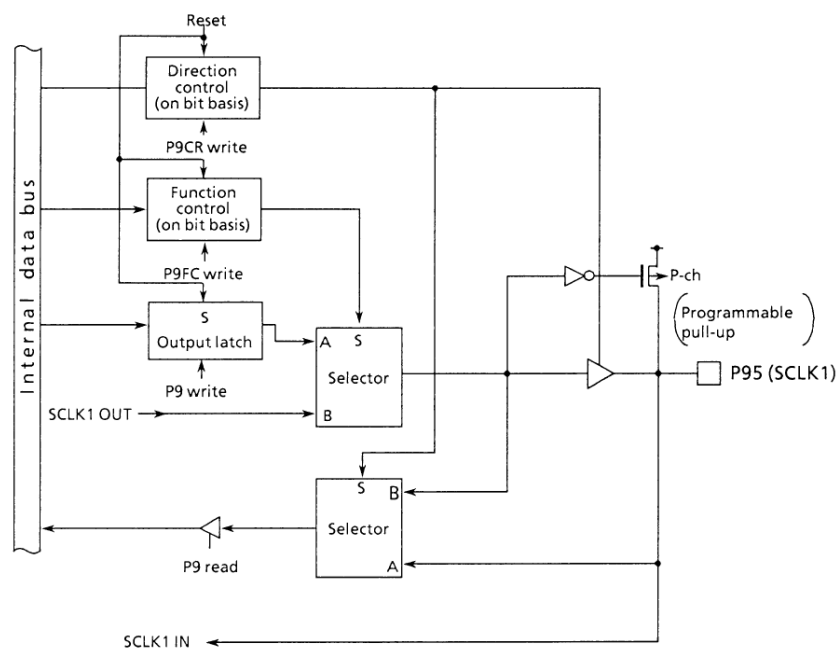 Reset
Direction
control
(on bit basis)
P9CR write
Internal data bus
Function
control
(on bit basis)
P-ch
P9FC write
(Programmable
pull-up)
S
Output latch
A
S
Selector
P95 (SCLK1)
P9 write
SCLK1 OUT
B
S
B
Selector
P9 read
A
SCLK1 IN